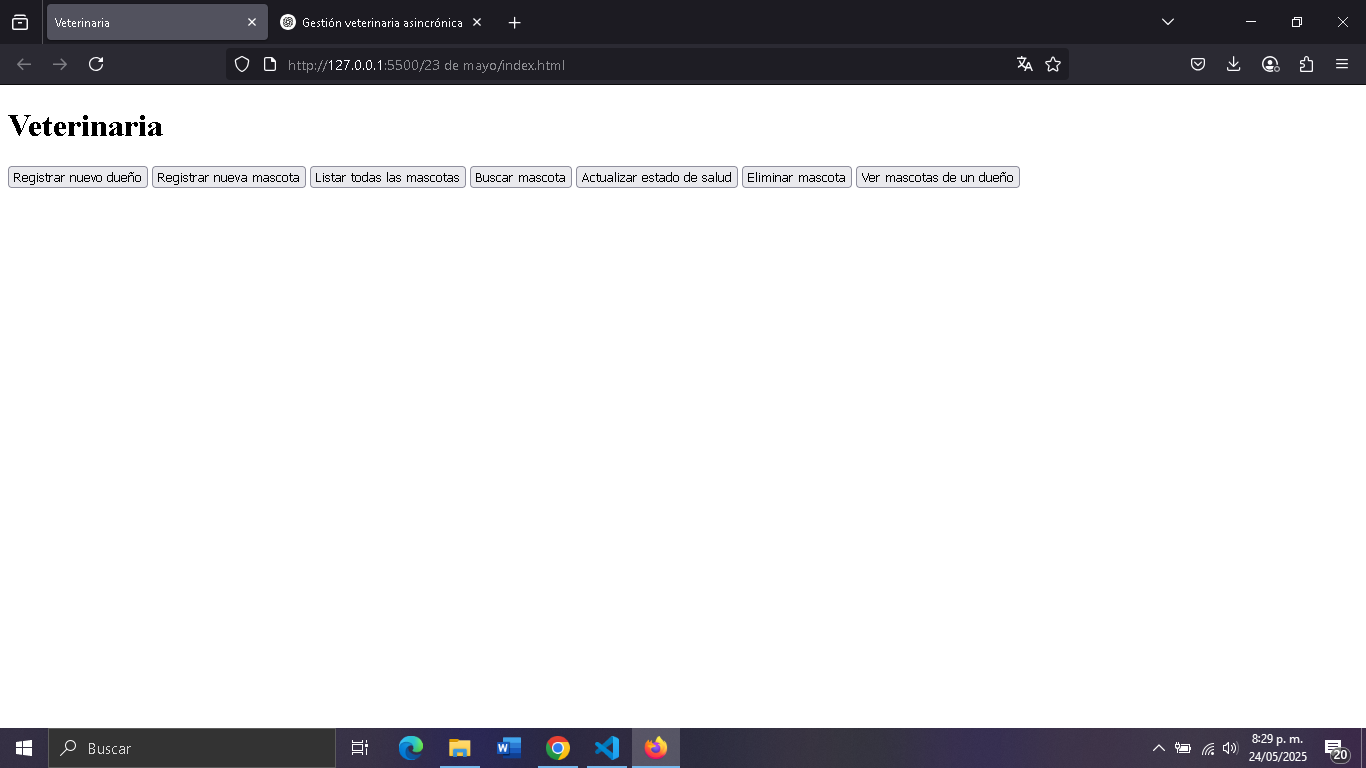 Veterinaria
Gestión veterinaria asincrónica
http://127.0.0.1:5500/23 de mayo/index.html
Veterinaria
Registrar nuevo dueño Registrar nueva mascota Listar todas las mascotas Buscar mascota Actualizar estado de salud Eliminar mascota Ver mascotas de un dueño
Buscar
8:29 p. m.
24/05/2025
20